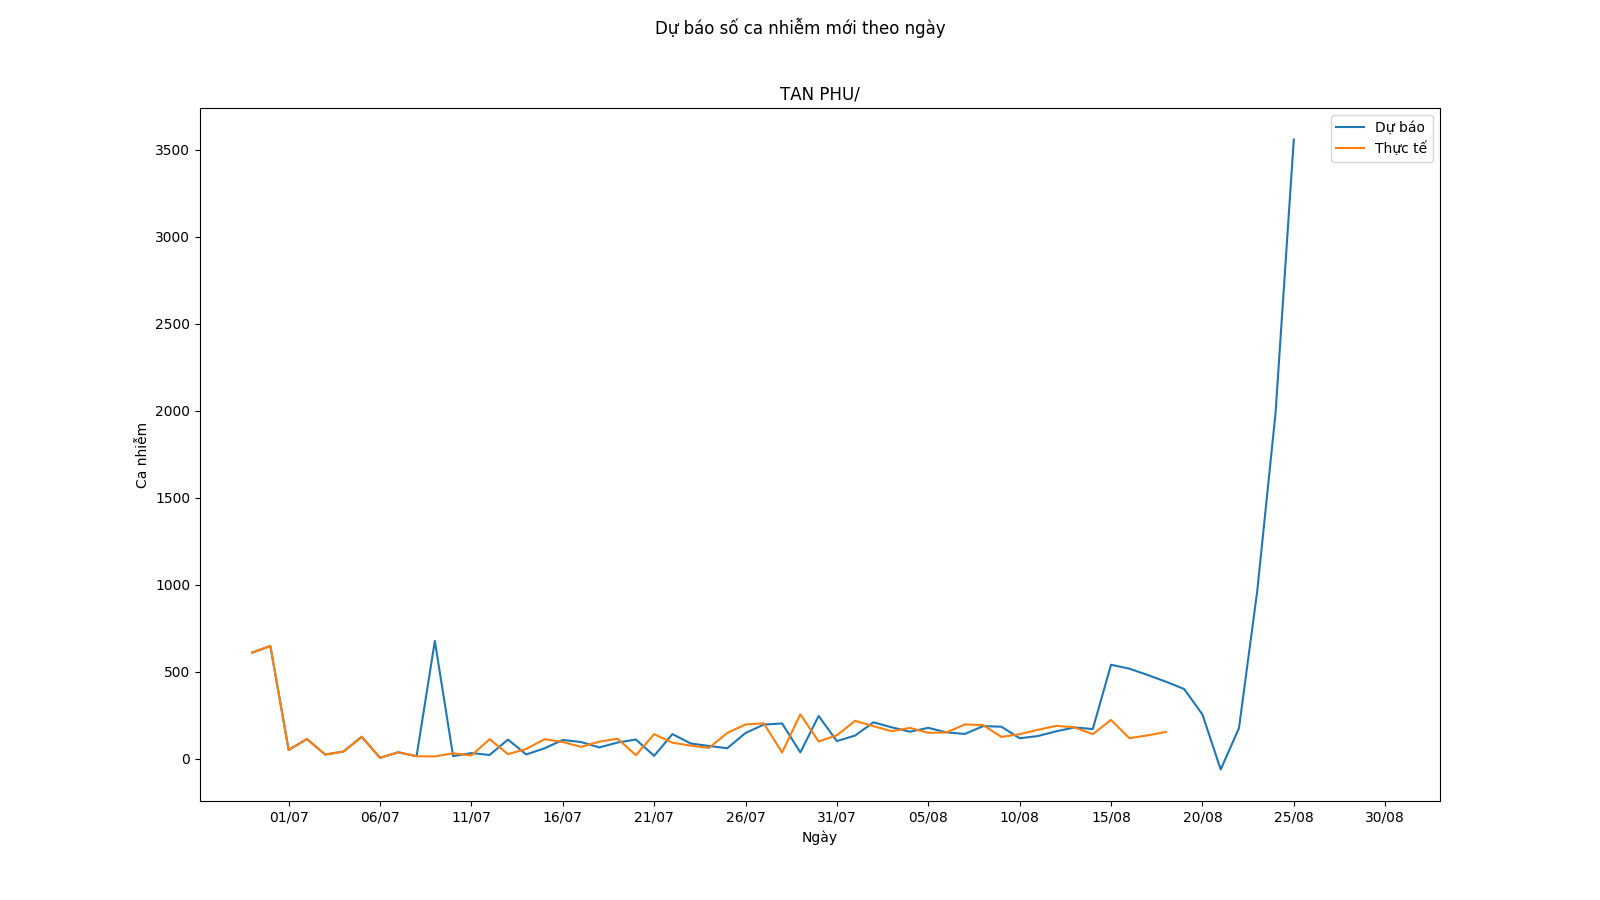 Dự báo số ca nhiễm mới theo ngày
TAN PHU/
Dự báo
Thực tế
3500
3000
2500
2000
1500
1000
500
0
Ca nhiễm
01/07 06/07 11/07 16/07 21/07 26/07 31/07 05/08 10/08 15/08 20/08 25/08 30/08
Ngày